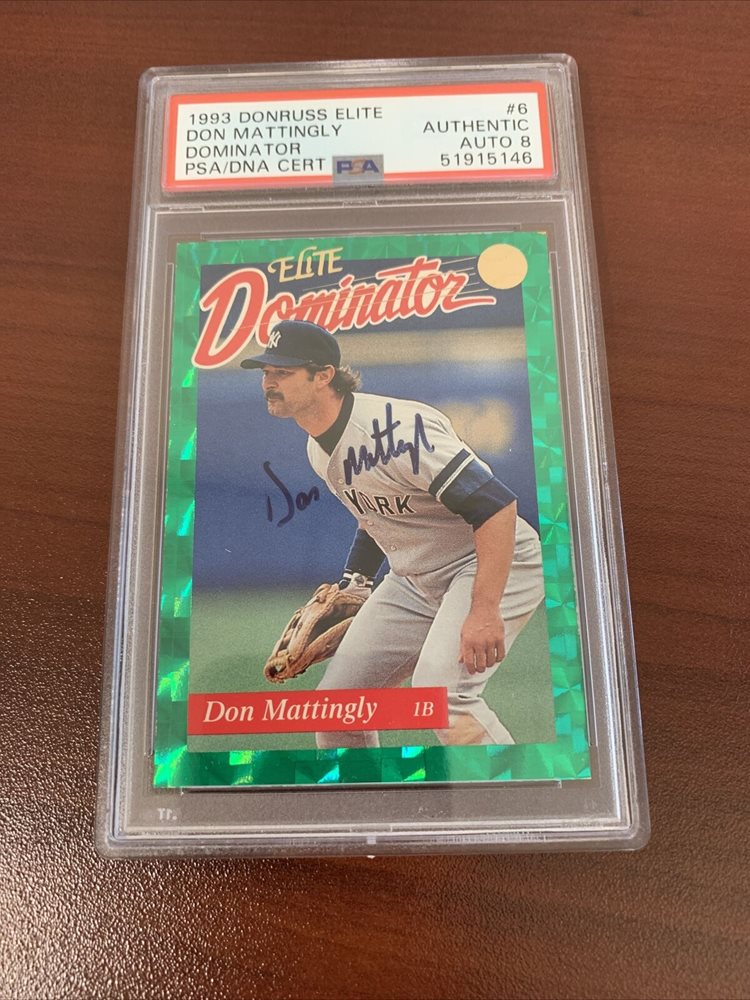 1993 DONRUSS ELITE #6
DON MATTINGLY AUTHENTIC
DOMINATOR AUTO 8
PSA/DNA CERT PSA 51915146
ELITE
Dominator
NY
Don Mattingly
YORK
Don Mattingly 1B